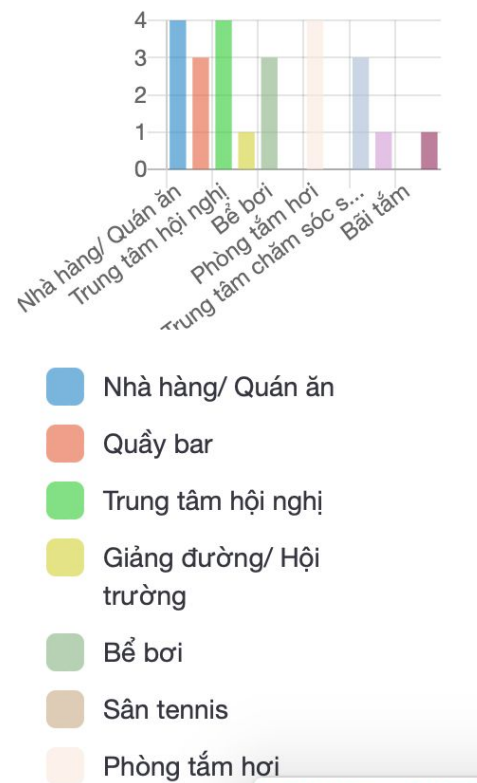 4
3
2
1
0
Nhà hàng/ Quán ăn
Trung tâm hội nghị
Bể bơi
Phòng tắm hơi
Trung tâm chăm sóc s...
Bãi tắm
Nhà hàng/ Quán ăn
Quầy bar
Trung tâm hội nghị
Giảng đường/ Hội
trường
Bể bơi
Sân tennis
Phòng tắm hơi